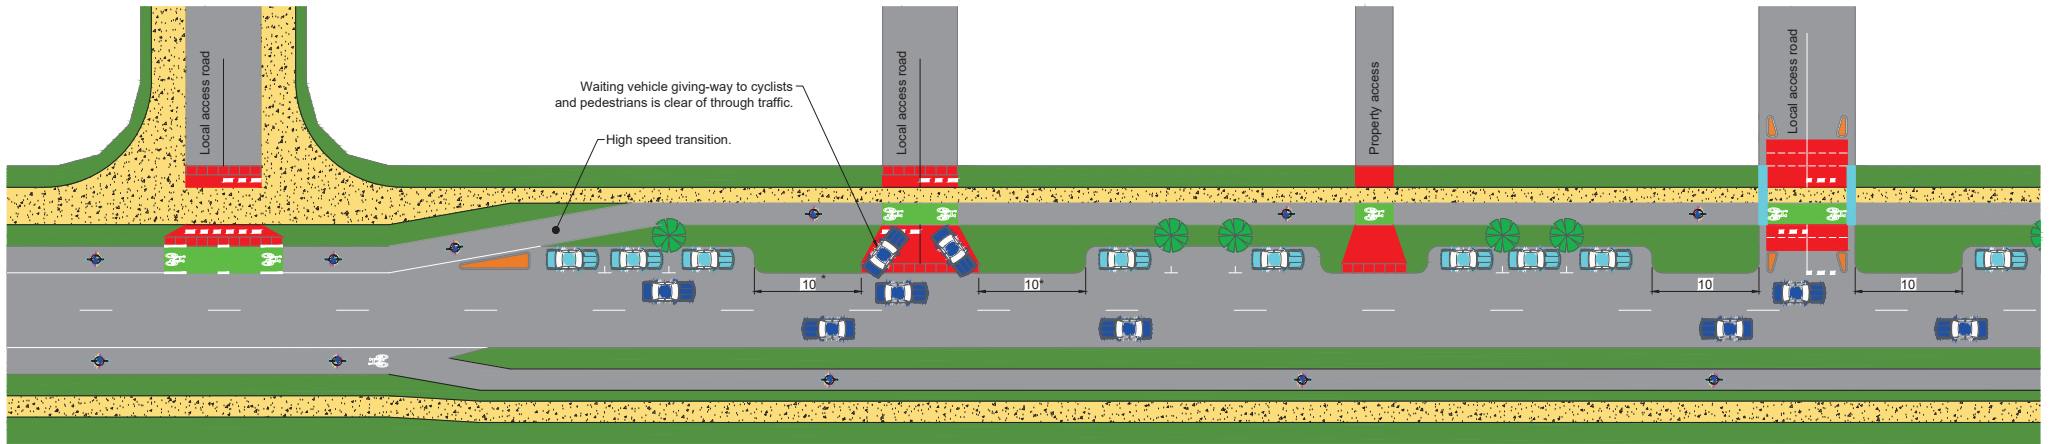 Local access road
Waiting vehicle giving-way to cyclists
and pedestrians is clear of through traffic.
High speed transition.
Local access road
Property access
Local access road
10*
10*
10
10